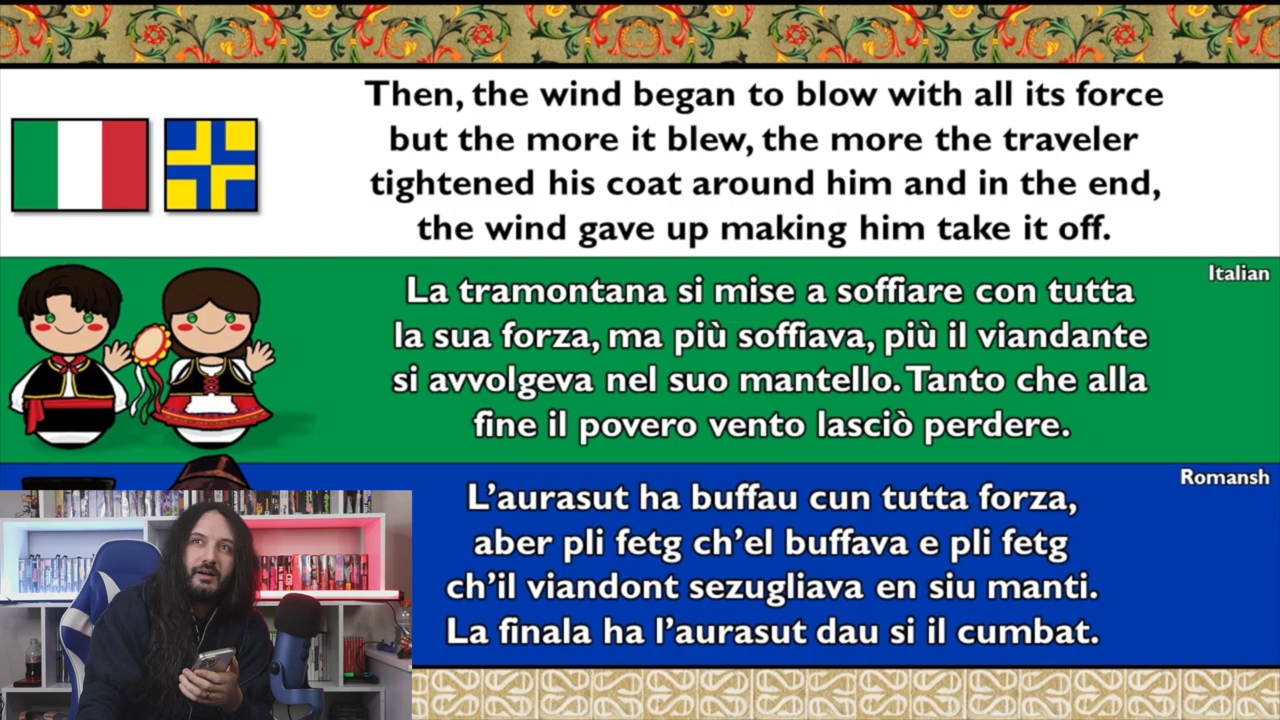 Then, the wind began to blow with all its force
but the more it blew, the more the traveler
tightened his coat around him and in the end,
the wind gave up making him take it off.
Italian
La tramontana si mise a soffiare con tutta
la sua forza, ma più soffiava, più il viandante
si avvolgeva nel suo mantello. Tanto che alla
fine il povero vento lasciò perdere.
Romansh
L'aurasut ha buffau cun tutta forza,
aber pli fetg ch'el buffava e pli fetg
ch'il viandont sezugliava en siu manti.
La finala ha l'aurasut dau si il cumbat.